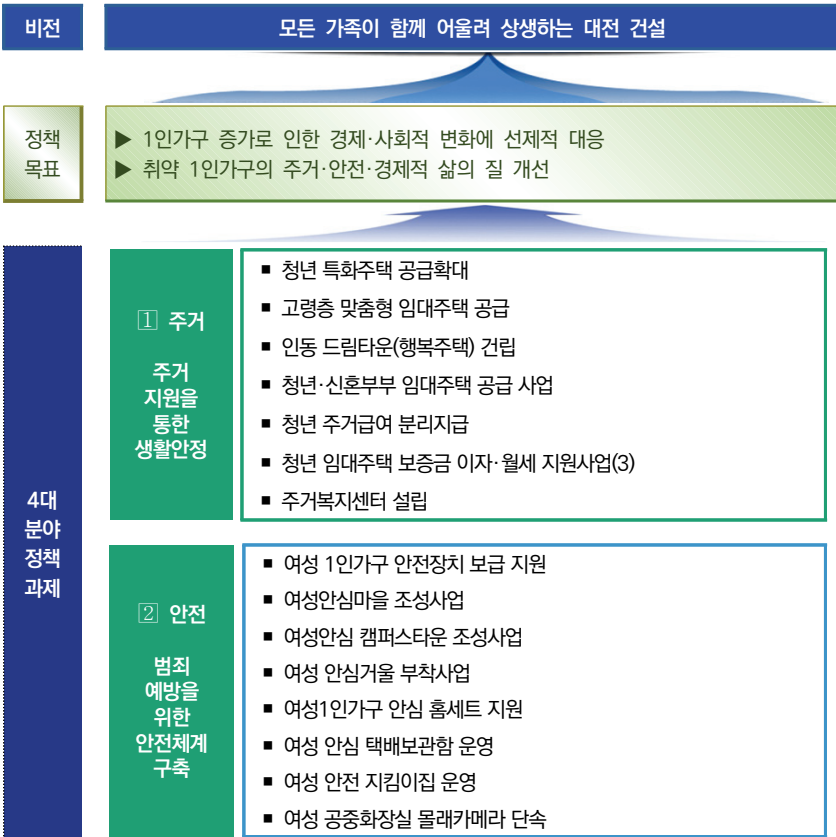 비전
모든 가족이 함께 어울려 상생하는 대전 건설
정책
목표
▶ 1인가구 증가로 인한 경제·사회적 변화에 선제적 대응
▶ 취약 1인가구의 주거·안전·경제적 삶의 질 개선
4대
분야
정책
과제
1 주거
주거
지원을
통한
생활안정
■ 청년 특화주택 공급확대
■ 고령층 맞춤형 임대주택 공급
■ 인동 드림타운(행복주택) 건립
■ 청년·신혼부부 임대주택 공급 사업
■ 청년 주거급여 분리지급
■ 청년 임대주택 보증금 이자·월세 지원사업(3)
■ 주거복지센터 설립
2 안전
범죄
예방을
위한
안전체계
구축
■ 여성 1인가구 안전장치 보급 지원
■ 여성안심마을 조성사업
■ 여성안심 캠퍼스타운 조성사업
■ 여성 안심거울 부착사업
■ 여성1인가구 안심 홈세트 지원
■ 여성 안심 택배보관함 운영
■ 여성 안전 지킴이집 운영
■ 여성 공중화장실 몰래카메라 단속